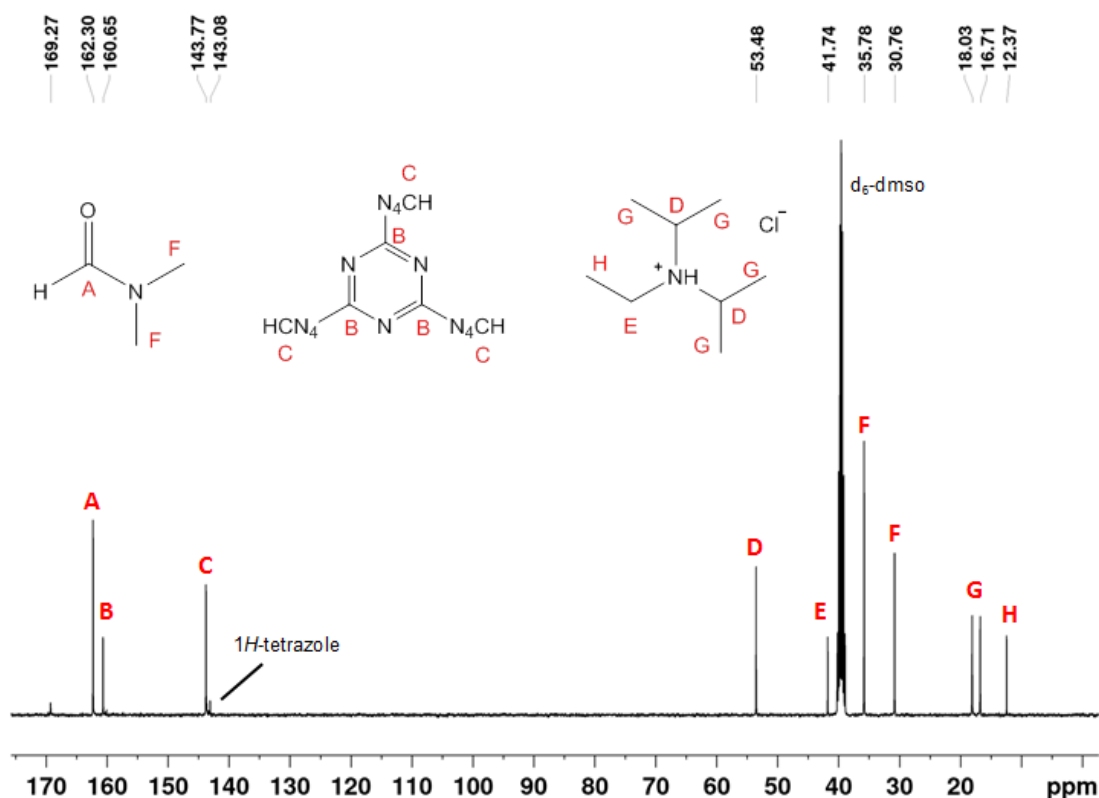 169.27
162.30
160.65
143.77
143.08
53.48
41.74
35.78
30.76
18.03
16.71
12.37
d6-dmso
O
H
A
N
F
F
C
N4CH
B
N
N
HCN4
B
N
B
N4CH
C
C
G
D
G
Cl−
H
+
NH
G
E
D
G
A
B
C
1H-tetrazole
D
E
F
F
G
H
170 160 150 140 130 120 110 100 90 80 70 60 50 40 30 20 ppm